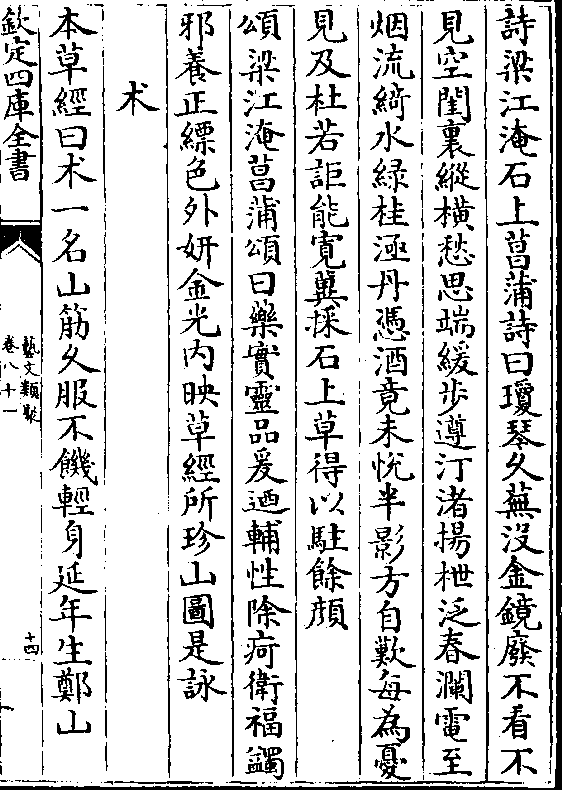 詩梁江淹石上菖蒲詩曰瓊琴久蕪没金鏡廢不看不
見空閨裏縱横愁思端緩步遵汀渚揚枻泛春瀾電至
烟流綺水緑桂涵丹憑酒竟未悅半影方自歎每為憂
見及杜若詎能寛冀採石上草得以駐餘顔
頌梁江淹菖蒲頌曰藥實靈品爰迺輔性除疴衛福蠲
邪養正縹色外妍金光内映草經所珍山圖是詠
术
本草經曰术一名山筋久服不饑輕身延年生鄭山
欽定四庫全書
藝文類聚
卷八十一
十四